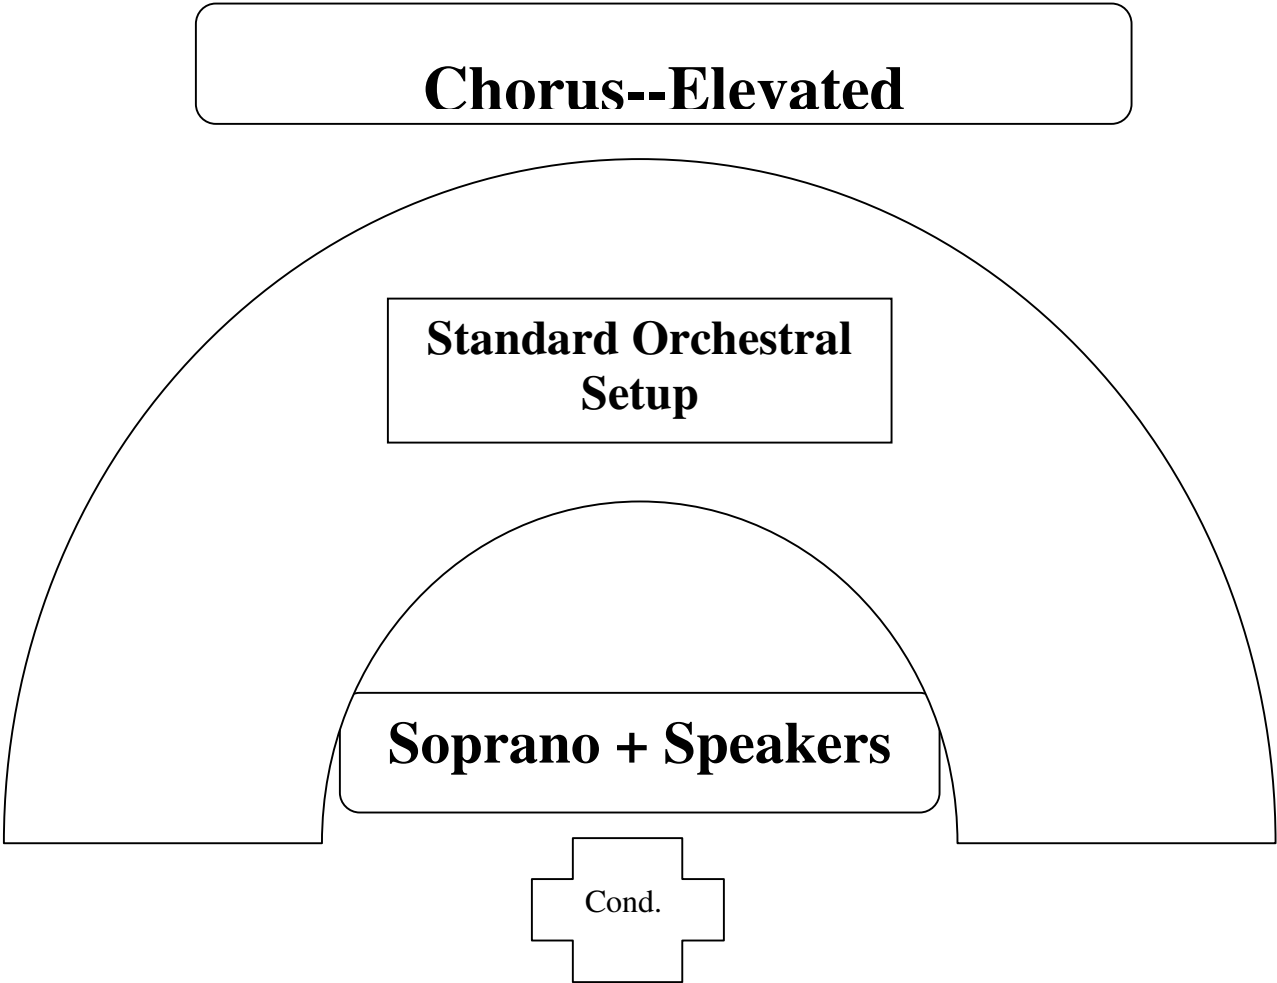 Chorus--Elevated
Standard Orchestral
Setup
Soprano + Speakers
Cond.